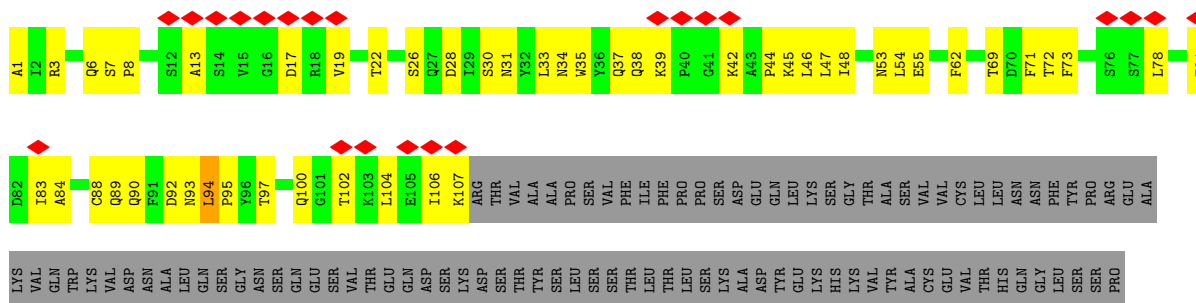 A1 I2 R3 Q6 S7 P8 S12 A13 S14 V15 G16 D17 R18 V19 T22 S26 Q27 D28 I29 S30 N31 Y32 L33 N34 W35 Y36 Q37 Q38 K39 P40 G41 K42 A43 P44 K45 L46 L47 I48 N53 L54 E55 F62 T69 D70 F71 T72 F73 S76 S77 L78
D82 I83 A84 C88 Q89 Q90 F91 D92 N93 L94 P95 Y96 T97 Q100 G101 T102 K103 L104 E105 I106 K107 ARG THR VAL ALA ALA PRO SER VAL PHE ILE PHE PRO PRO SER ASP GLU GLN LEU LYS SER GLY THR ALA SER VAL VAL CYS LEU LEU ASN ASN PHE TYR PRO ARG GLU ALA
LYS VAL GLN TRP LYS VAL ASP ASN ALA LEU GLN SER GLY ASN SER GLN GLU SER VAL THR GLU GLN ASP SER LYS ASP SER THR TYR SER LEU SER SER THR LEU THR LEU SER LYS ALA ASP TYR GLU LYS HIS LYS VAL TYR ALA CYS GLU VAL THR HIS GLN GLY LEU SER SER PRO